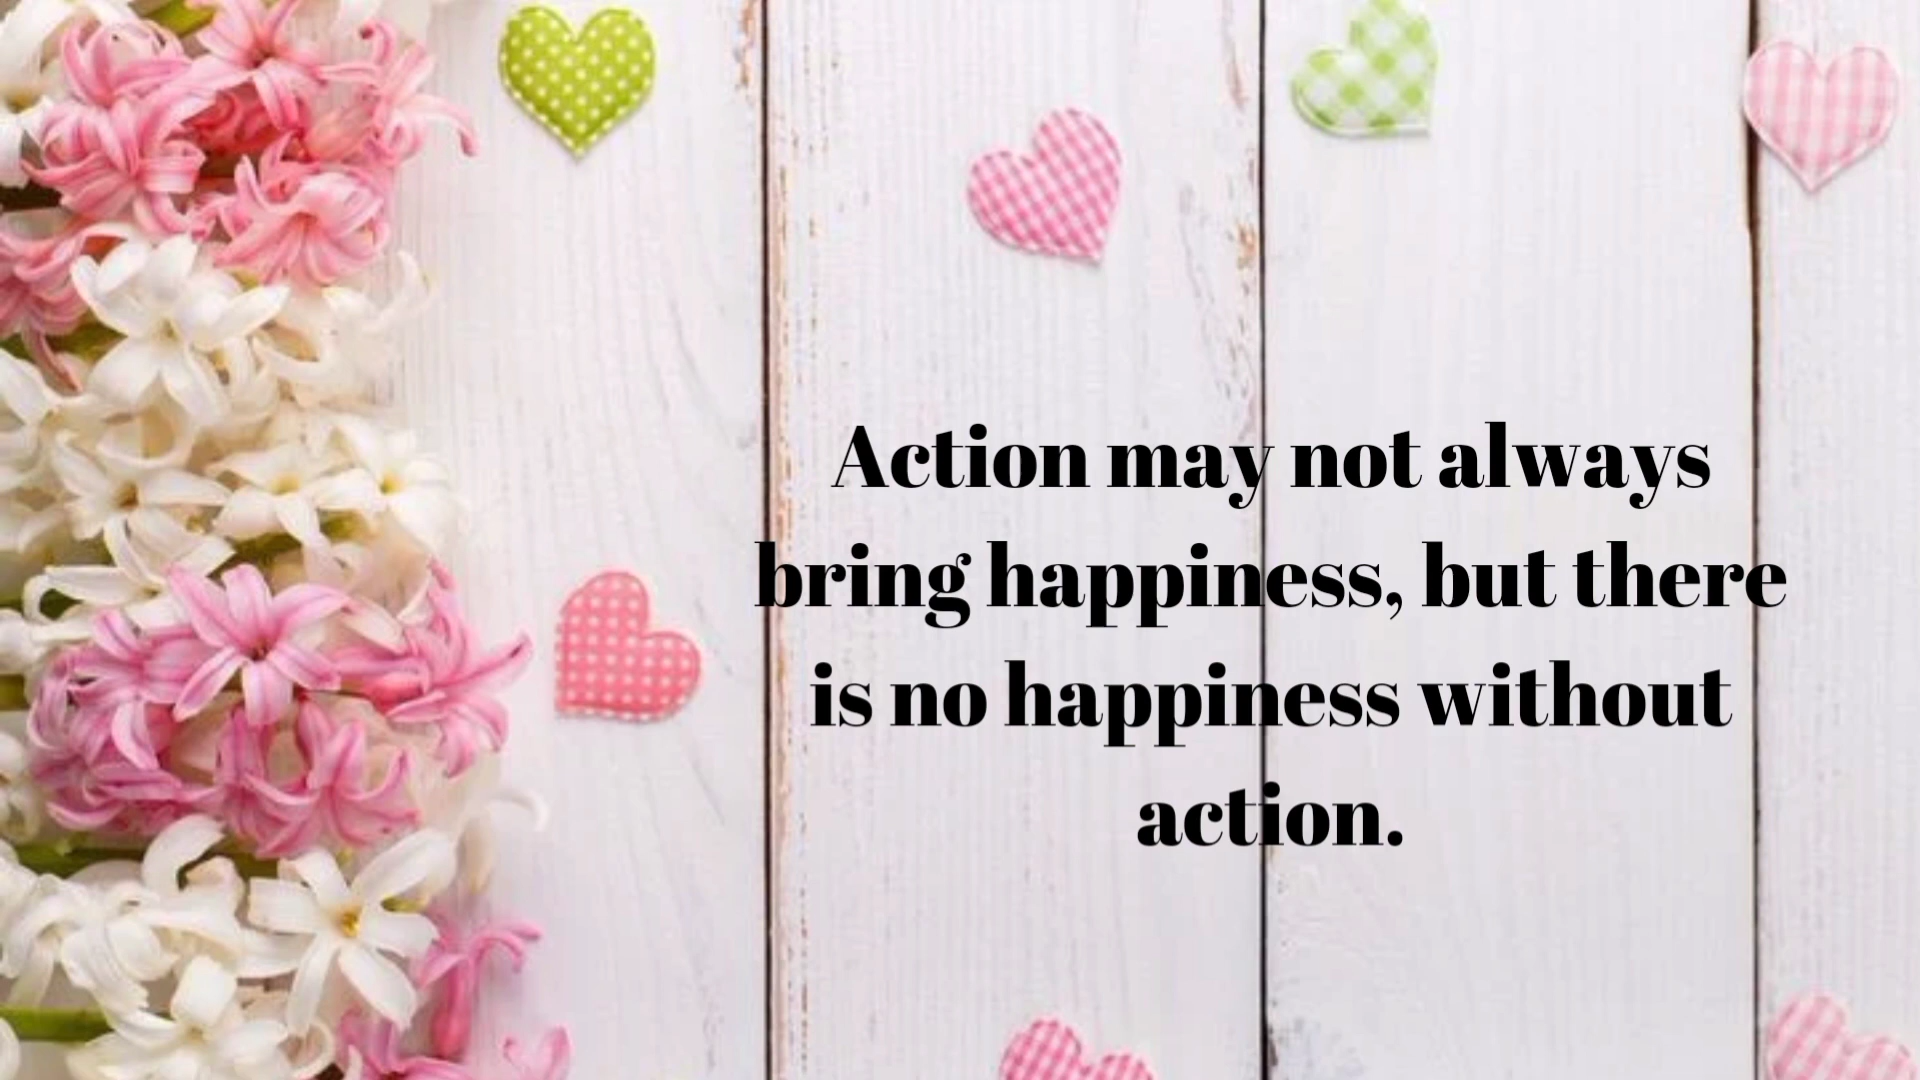 Action may not always
bring happiness, but there
is no happiness without
action.